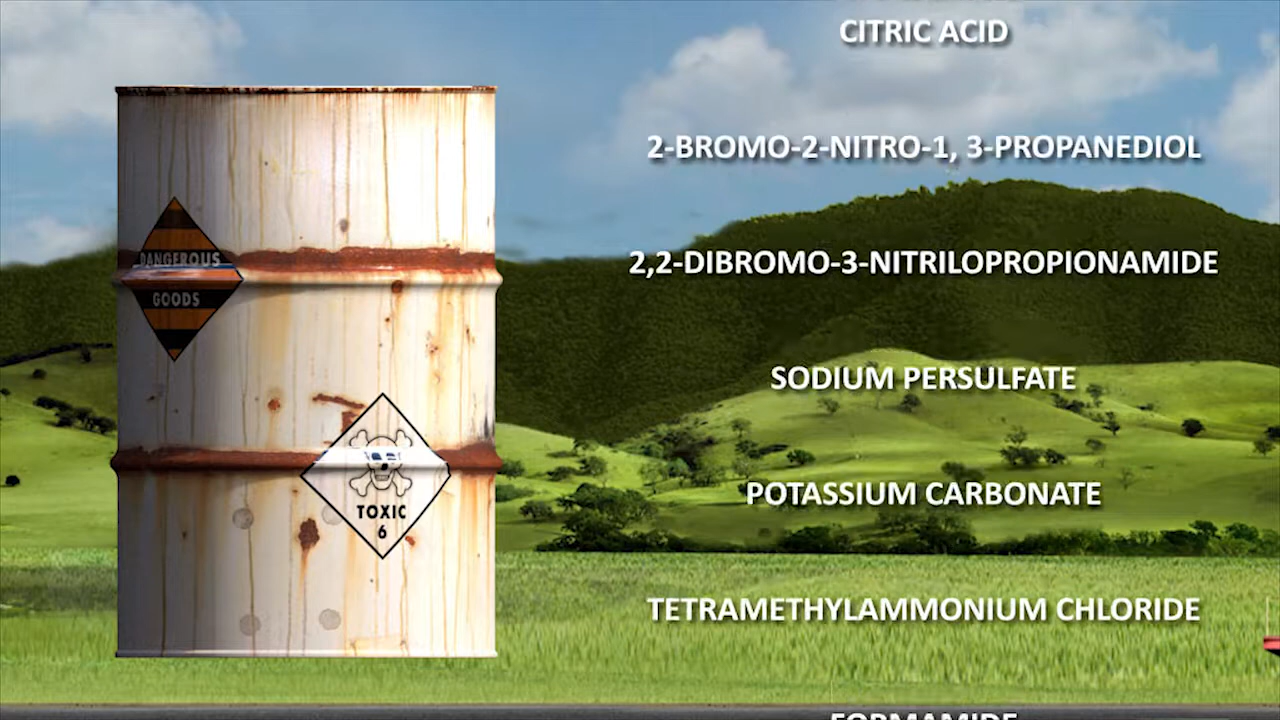 CITRIC ACID
2-BROMO-2-NITRO-1, 3-PROPANEDIOL
DANGEROUS
GOODS
2,2-DIBROMO-3-NITRILOPROPIONAMIDE
SODIUM PERSULFATE
POTASSIUM CARBONATE
TOXIC
6
TETRAMETHYLAMMONIUM CHLORIDE
FORMAMIDE